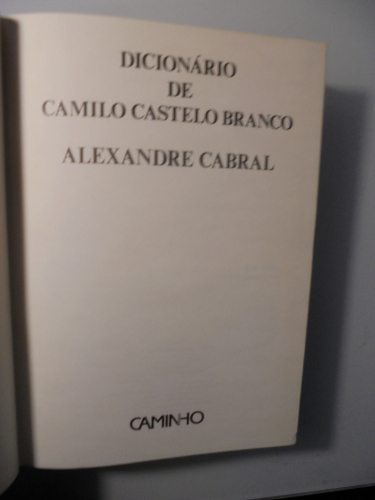 DICIONÁRIO
DE
CAMILO CASTELO BRANCO
ALEXANDRE CABRAL
CAMINHO